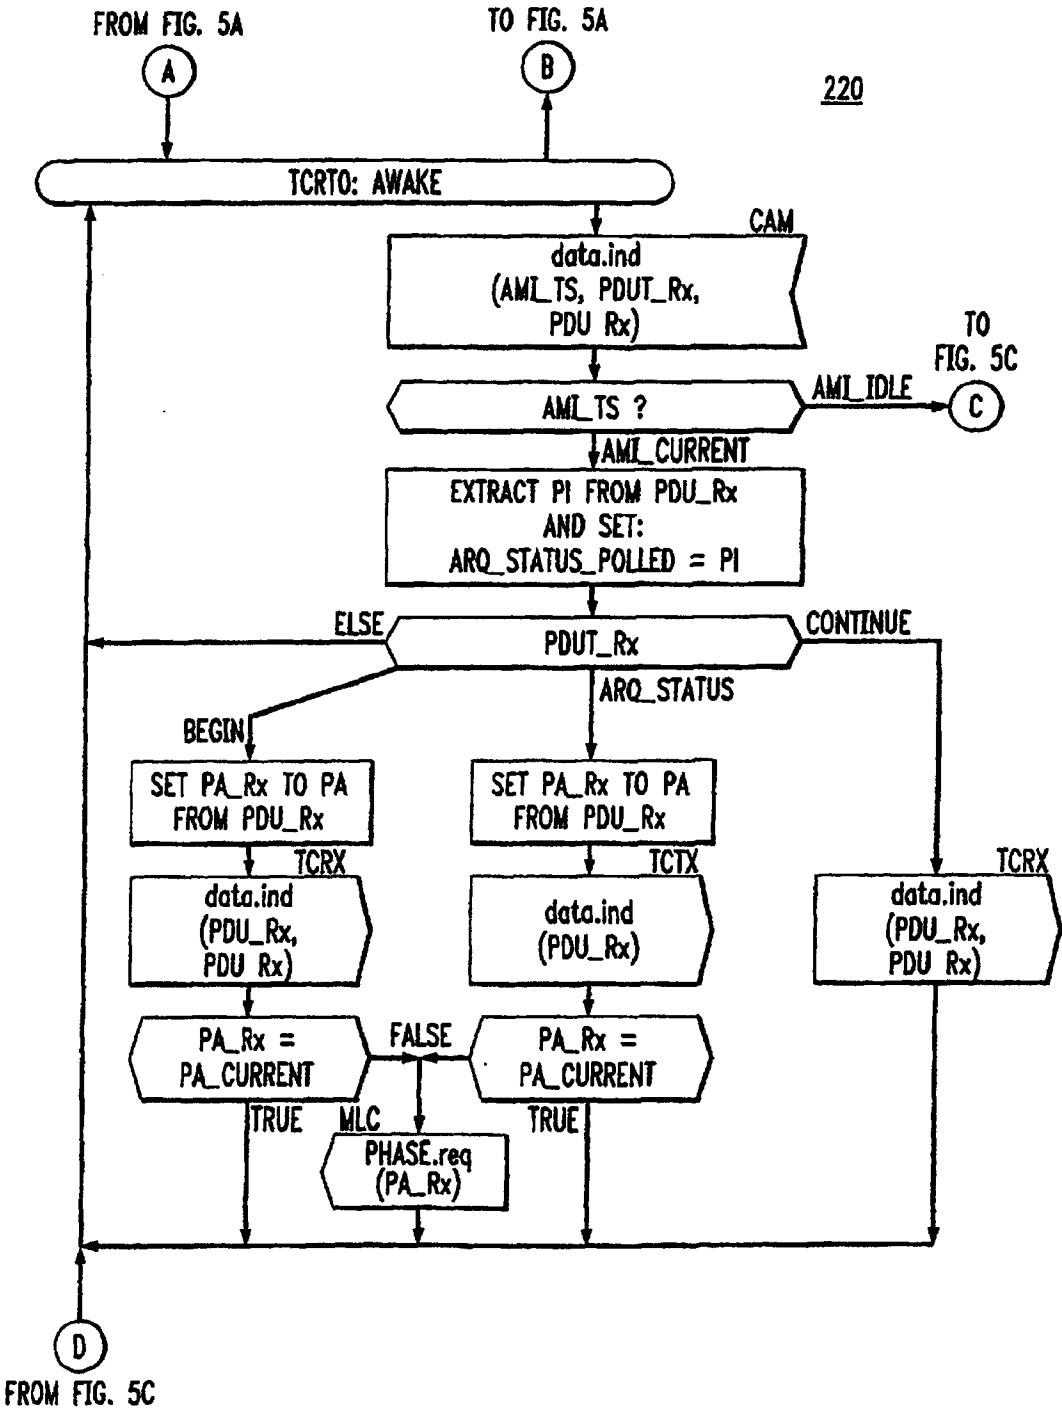 FROM FIG. 5A
TO FIG. 5A
A
B
220
TCRTO: AWAKE
CAM
data.ind
(AMI_TS, PDUT_Rx,
PDU Rx)
TO
FIG. 5C
AMI_TS ?
AMI_IDLE
C
AMI_CURRENT
EXTRACT PI FROM PDU_Rx
AND SET:
ARQ_STATUS_POLLED = PI
ELSE
PDUT_Rx
CONTINUE
ARQ_STATUS
BEGIN
SET PA_Rx TO PA
FROM PDU_Rx
SET PA_Rx TO PA
FROM PDU_Rx
TCRX
data.ind
(PDU_Rx,
PDU Rx)
TCTX
data.ind
(PDU_Rx)
TCRX
data.ind
(PDU_Rx,
PDU Rx)
PA_Rx =
PA_CURRENT
FALSE
PA_Rx =
PA_CURRENT
TRUE
MLC
TRUE
PHASE.req
(PA_Rx)
D
FROM FIG. 5C